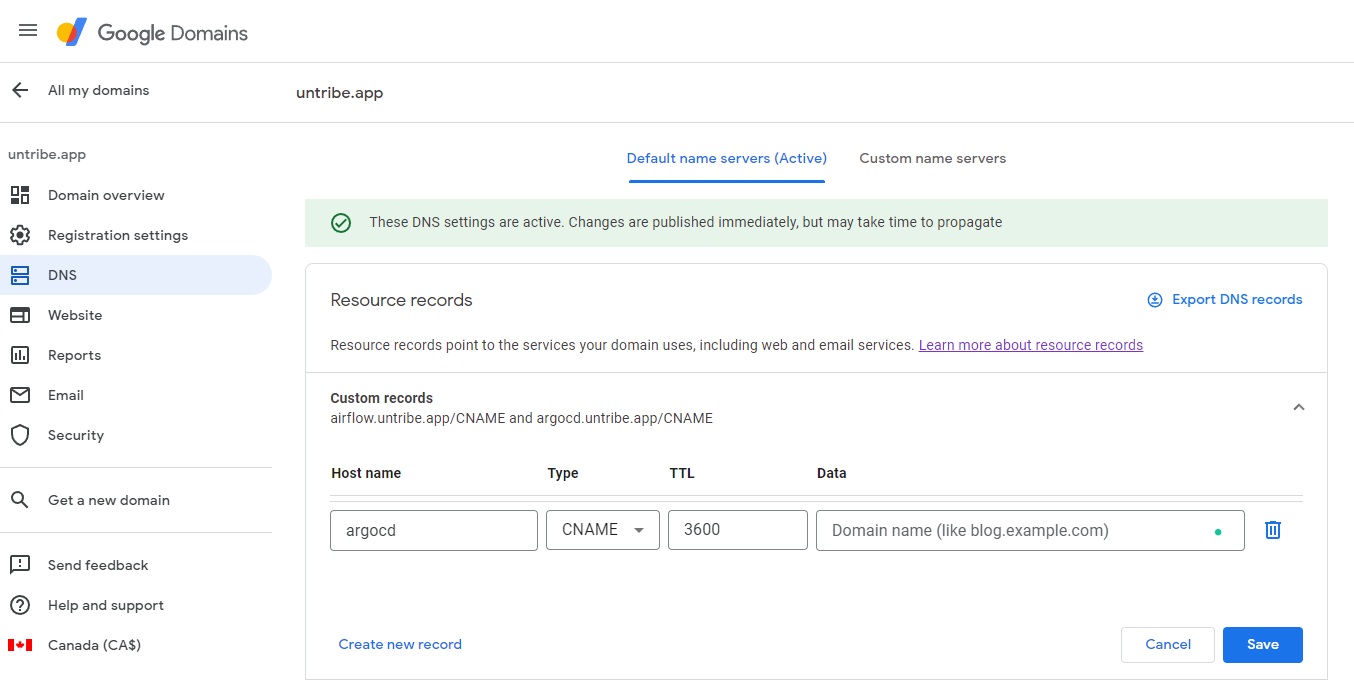 Google Domains
All my domains
untribe.app
untribe.app
Domain overview
Registration settings
DNS
Website
Reports
Email
Security
Get a new domain
Send feedback
Help and support
Canada (CA$)
Default name servers (Active)
Custom name servers
These DNS settings are active. Changes are published immediately, but may take time to propagate
Resource records
Export DNS records
Resource records point to the services your domain uses, including web and email services. Learn more about resource records
Custom records
airflow.untribe.app/CNAME and argocd.untribe.app/CNAME
Host name Type TTL Data
argocd CNAME 3600 Domain name (like blog.example.com)
Create new record
Cancel
Save